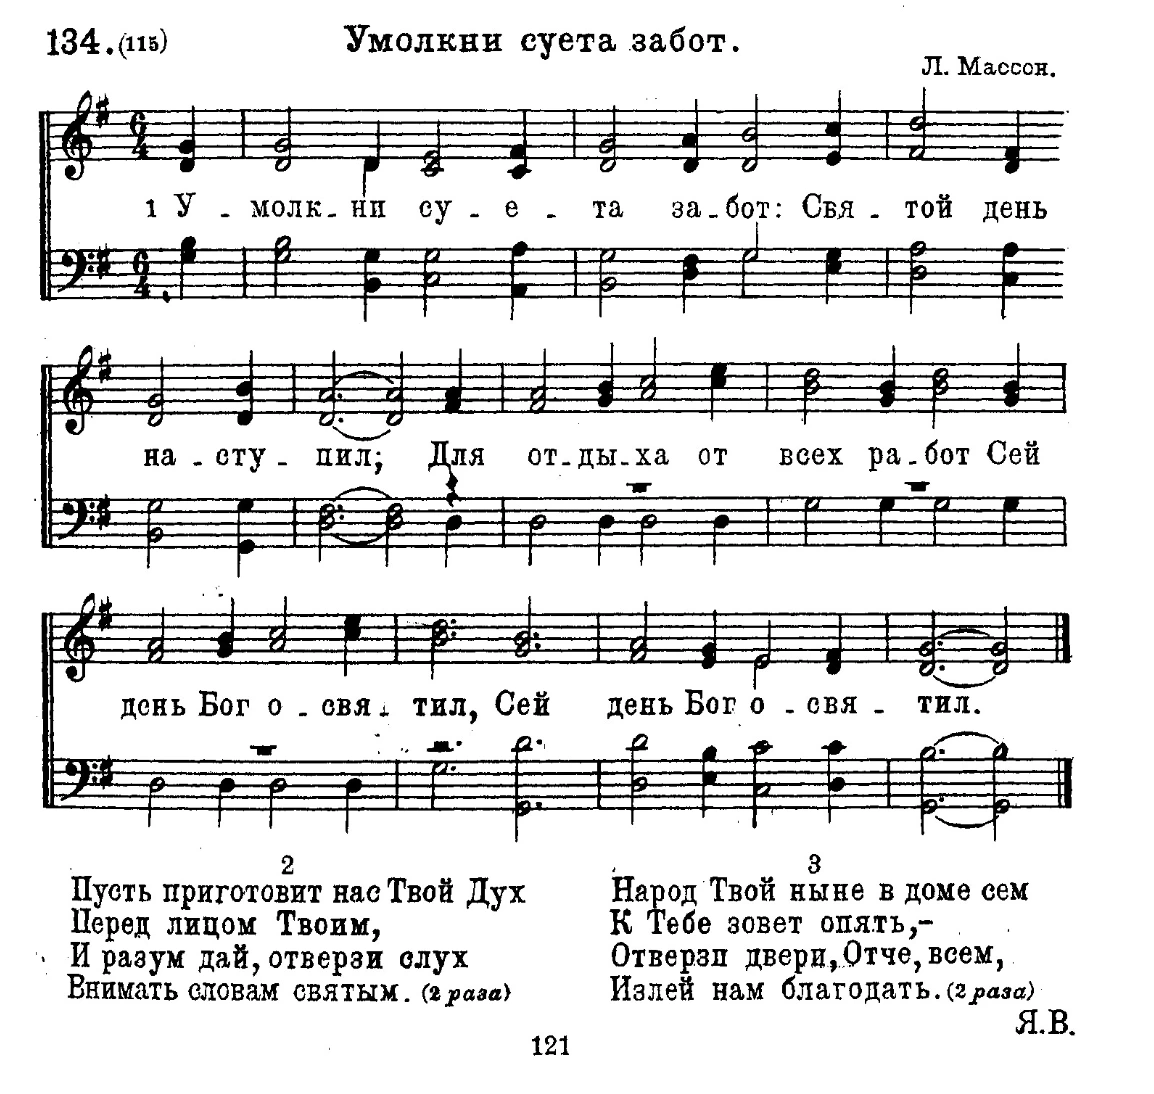 134.(115)
Умолкни суета забот.
Л. Массон.
1 У - молк - ни су - е - та за - бот: Свя - той день
на - сту - пил; Для от - ды - ха от всех ра - бот Сей
день Бог о - свя - тил, Сей день Бог о - свя - тил.
2
Пусть приготовит нас Твой Дух
Перед лицом Твоим,
И разум дай, отверзи слух
Внимать словам святым. (2 раза)
3
Народ Твой ныне в доме сем
К Тебе зовет опять,-
Отверзи двери, Отче, всем,
Излей нам благодать. (2 раза)
Я.В.
121